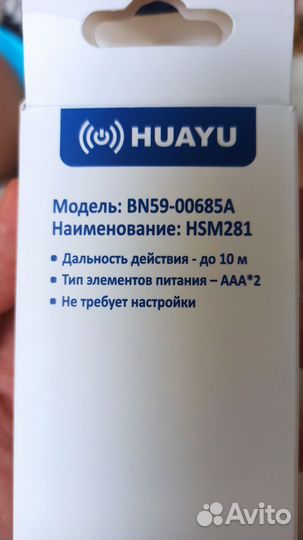 HUAYU
Модель: BN59-00685A
Наименование: HSM281
• Дальность действия - до 10 м
• Тип элементов питания – AAA*2
• Не требует настройки
Avito